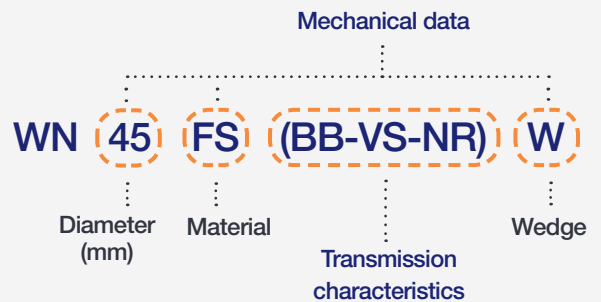 Mechanical data
WN 45 FS (BB-VS-NR) W
Diameter
(mm)
Material
Wedge
Transmission
characteristics